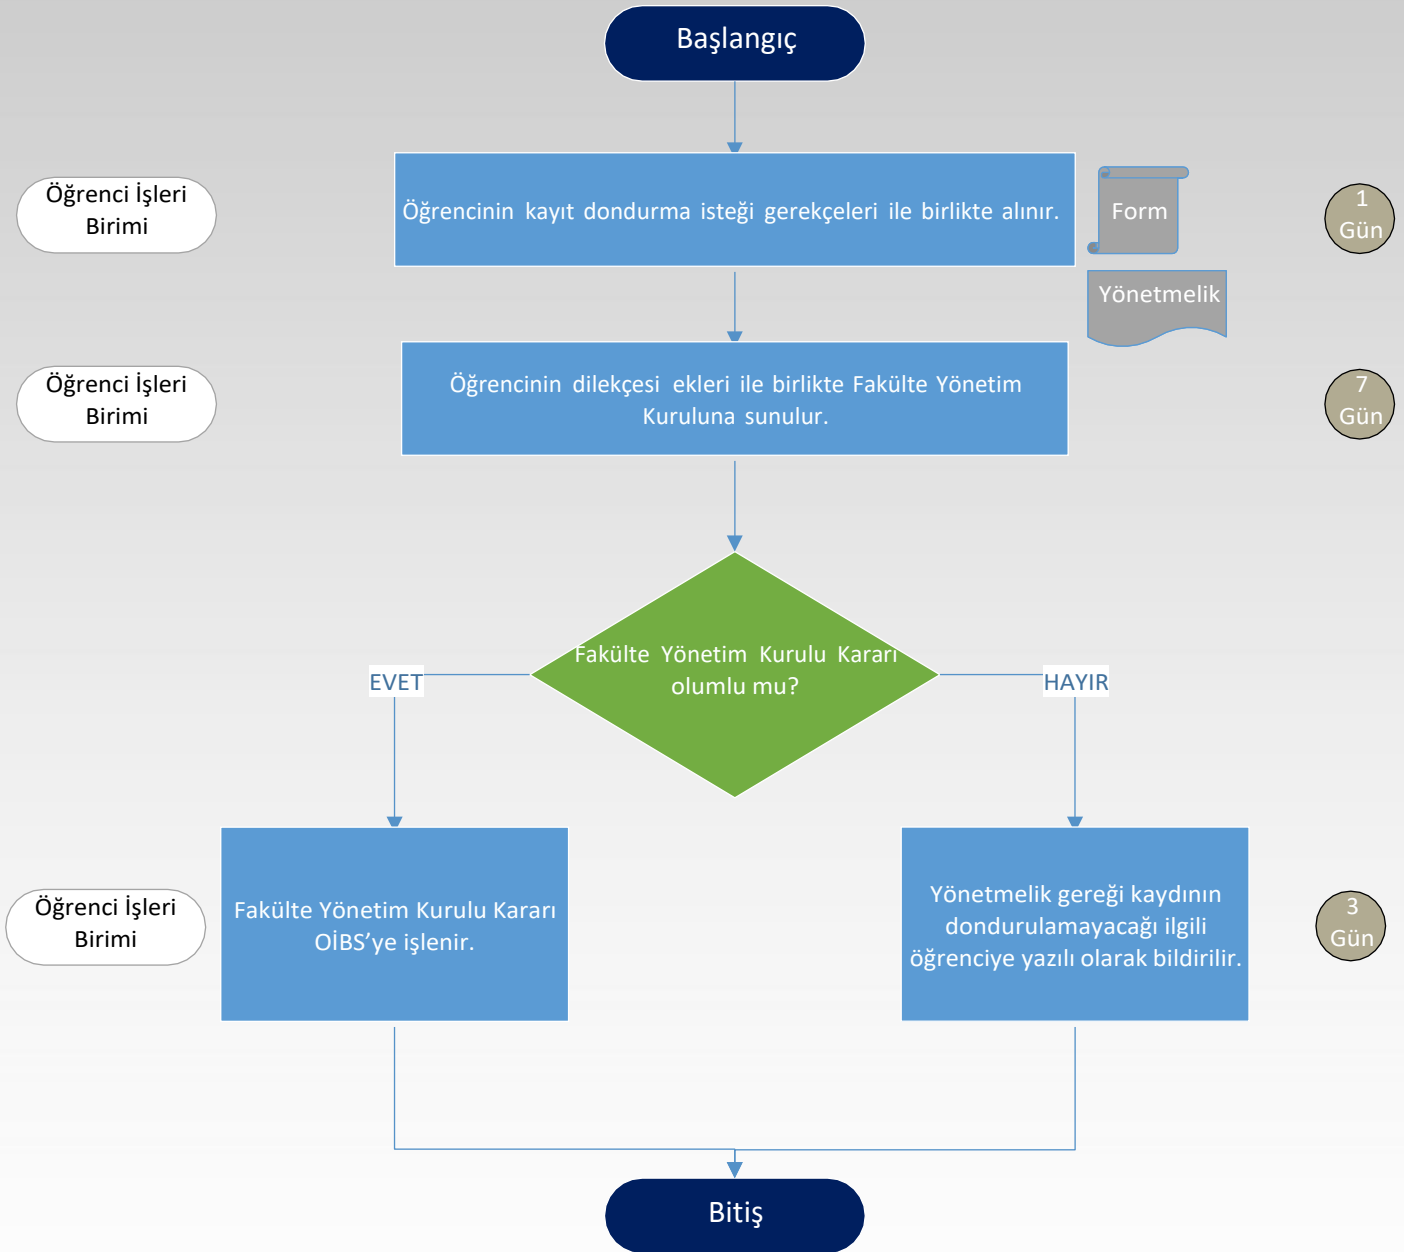 Başlangıç
Öğrenci İşleri
Birimi
Öğrencinin kayıt dondurma isteği gerekçeleri ile birlikte alınır.
Form
1
Gün
Yönetmelik
Öğrenci İşleri
Birimi
Öğrencinin dilekçesi ekleri ile birlikte Fakülte Yönetim
Kuruluna sunulur.
7
Gün
Fakülte Yönetim Kurulu Kararı
olumlu mu?
EVET
HAYIR
Öğrenci İşleri
Birimi
Fakülte Yönetim Kurulu Kararı
OİBS’ye işlenir.
Yönetmelik gereği kaydının
dondurulamayacağı ilgili
öğrenciye yazılı olarak bildirilir.
3
Gün
Bitiş